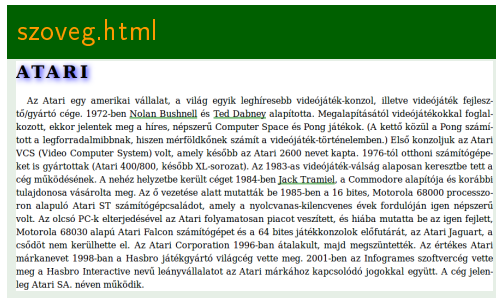 szoveg.html
ATARI
Az Atari egy amerikai vállalat, a világ egyik leghíresebb videójáték-konzol, illetve videójáték fejlesz-
tő/gyártó cége. 1972-ben Nolan Bushnell és Ted Dabney alapította. Megalapításától videójátékokkal foglal-
kozott, ekkor jelentek meg a híres, népszerű Computer Space és Pong játékok. (A kettő közül a Pong számí-
tott a legforradalmibbnak, hiszen mérföldkőnek számít a videójáték-történelemben.) Első konzoljuk az Atari
VCS (Video Computer System) volt, amely később az Atari 2600 nevet kapta. 1976-tól otthoni számítógépe-
ket is gyártottak (Atari 400/800, később XL-sorozat). Az 1983-as videójáték-válság alaposan keresztbe tett a
cég működésének. A nehéz helyzetbe került céget 1984-ben Jack Tramiel, a Commodore alapítója és korábbi
tulajdonosa vásárolta meg. Az ő vezetése alatt mutatták be 1985-ben a 16 bites, Motorola 68000 processzo-
ron alapuló Atari ST számítógépcsaládot, amely a nyolcvanas-kilencvenes évek fordulóján igen népszerű
volt. Az olcsó PC-k elterjedésével az Atari folyamatosan piacot veszített, és hiába mutatta be az igen fejlett,
Motorola 68030 alapú Atari Falcon számítógépet és a 64 bites játékkonzolok előfutárát, az Atari Jaguart, a
csődöt nem kerülhette el. Az Atari Corporation 1996-ban átalakult, majd megszüntették. Az értékes Atari
márkanevet 1998-ban a Hasbro játékgyártó világcég vette meg. 2001-ben az Infogrames szoftvercég vette
meg a Hasbro Interactive nevű leányvállalatot az Atari márkához kapcsolódó jogokkal együtt. A cég jelen-
leg Atari SA. néven működik.